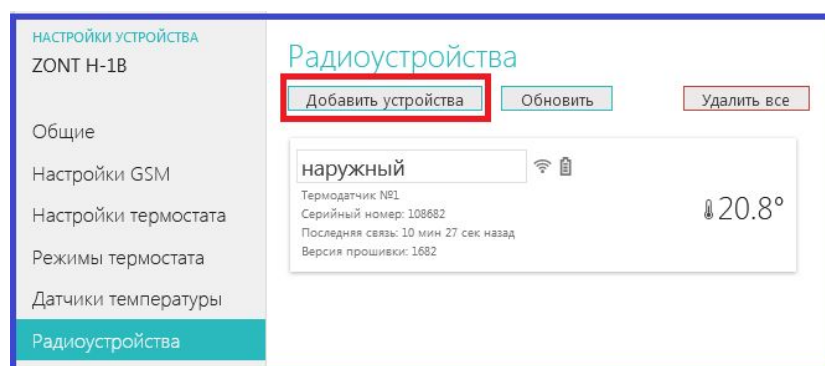 НАСТРОЙКИ УСТРОЙСТВА
ZONT H-1B
Общие
Настройки GSM
Настройки термостата
Режимы термостата
Датчики температуры
Радиоустройства
Радиоустройства
Добавить устройства
Обновить
Удалить все
наружный
Термодатчик №1
Серийный номер: 108682
Последняя связь: 10 мин 27 сек назад
Версия прошивки: 1682
20.8°